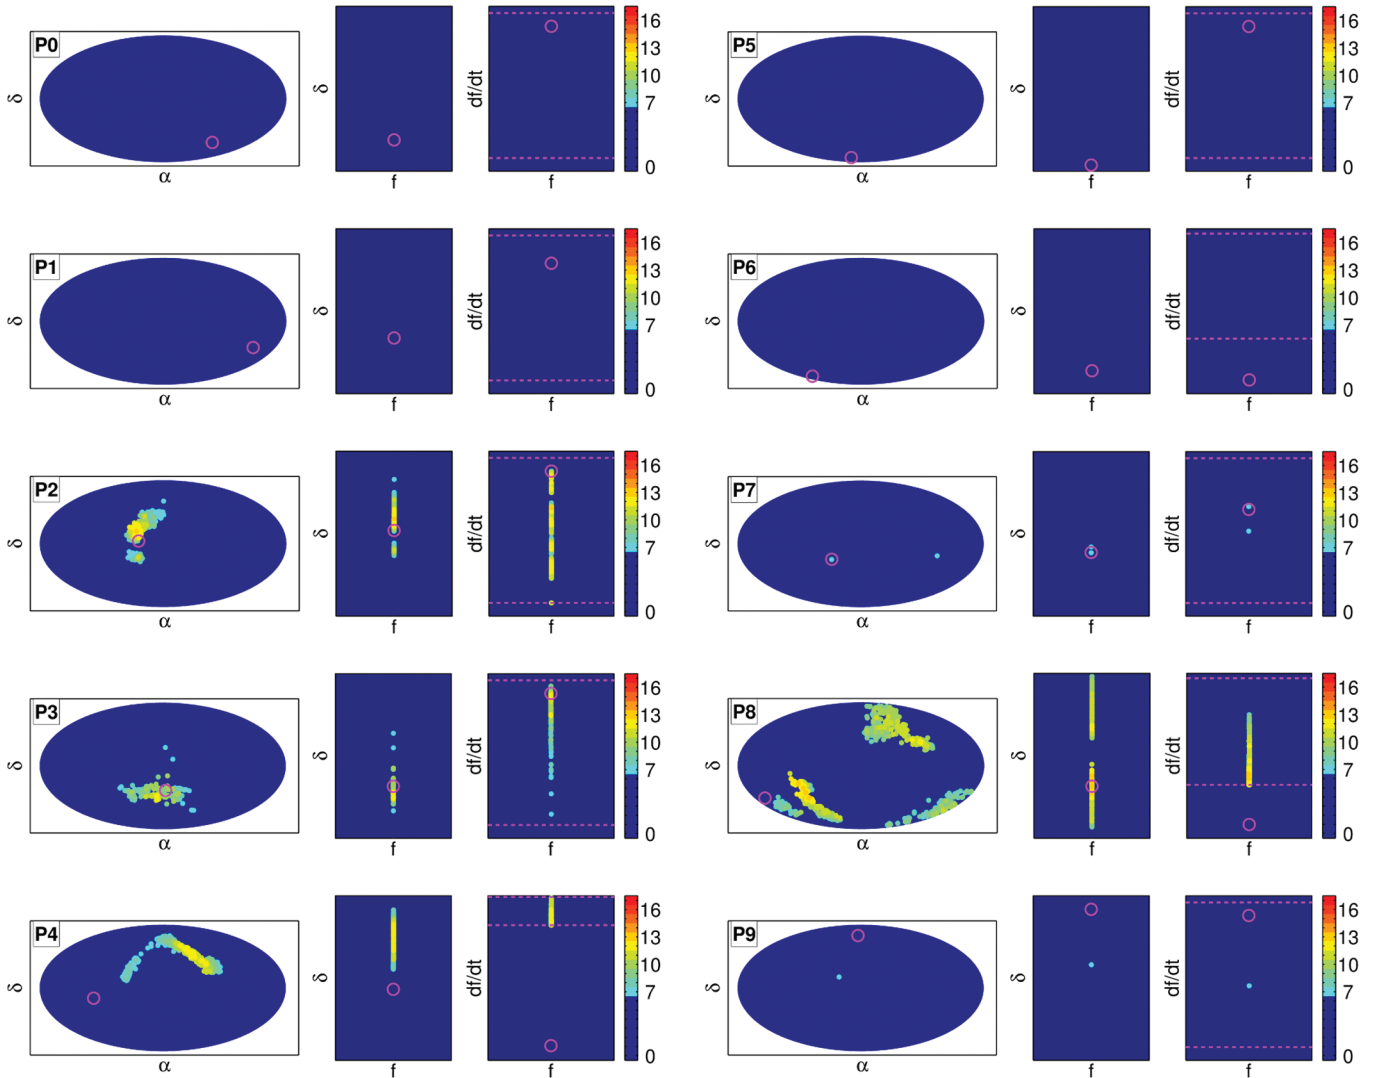 P0 δ α δ f df/dt f 16 13 10 7 0
P5 δ α δ f df/dt f 16 13 10 7 0
P1 δ α δ f df/dt f 16 13 10 7 0
P6 δ α δ f df/dt f 16 13 10 7 0
P2 δ α δ f df/dt f 16 13 10 7 0
P7 δ α δ f df/dt f 16 13 10 7 0
P3 δ α δ f df/dt f 16 13 10 7 0
P8 δ α δ f df/dt f 16 13 10 7 0
P4 δ α δ f df/dt f 16 13 10 7 0
P9 δ α δ f df/dt f 16 13 10 7 0